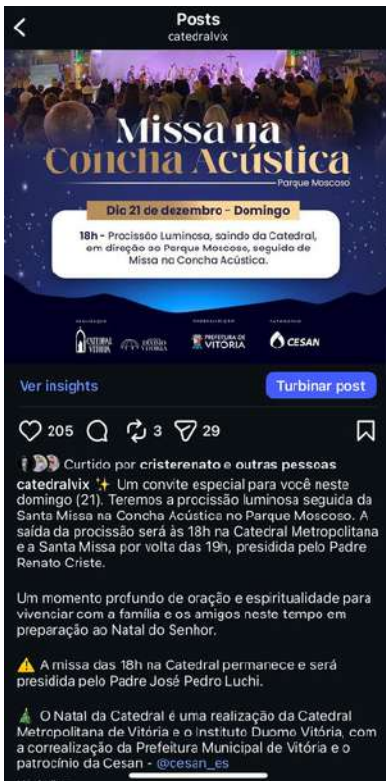 Posts
catedralvix
Missa na
Concha Acústica
Parque Moscoso
Dia 21 de dezembro - Domingo
18h - Procissão Luminosa, saindo da Catedral,
em direção ao Parque Moscoso, seguida de
Missa na Concha Acústica.
CATEDRAL
VITÓRIA
PREFEITURA DE
VITÓRIA
CESAN
Ver insights
Turbinar post
205
3
29
Curtido por cristerenato e outras pessoas
catedralvix ✨ Um convite especial para você neste
domingo (21). Teremos a procissão luminosa seguida da
Santa Missa na Concha Acústica no Parque Moscoso. A
saída da procissão será às 18h na Catedral Metropolitana
e a Santa Missa por volta das 19h, presidida pelo Padre
Renato Criste.
Um momento profundo de oração e espiritualidade para
vivenciar com a família e os amigos neste tempo em
preparação ao Natal do Senhor.
⚠️ A missa das 18h na Catedral permanece e será
presidida pelo Padre José Pedro Luchi.
🎄 O Natal da Catedral é uma realização da Catedral
Metropolitana de Vitória e o Instituto Duomo Vitória, com
a correalização da Prefeitura Municipal de Vitória e o
patrocínio da Cesan - @cesan_es